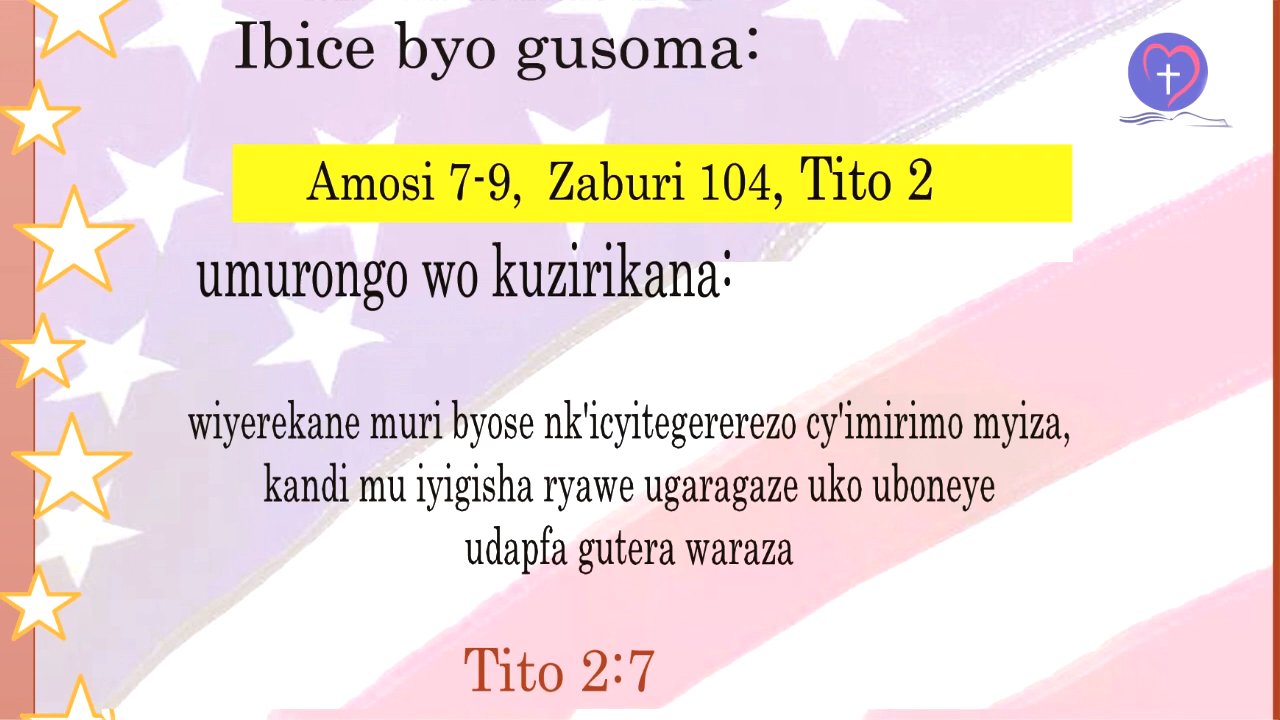 Ibice byo gusoma:
Amosi 7-9, Zaburi 104, Tito 2
umurongo wo kuzirikana:
wiyerekane muri byose nk'icyitegererezo cy'imirimo myiza,
kandi mu iyigisha ryawe ugaragaze uko uboneye
udapfa gutera waraza
Tito 2:7